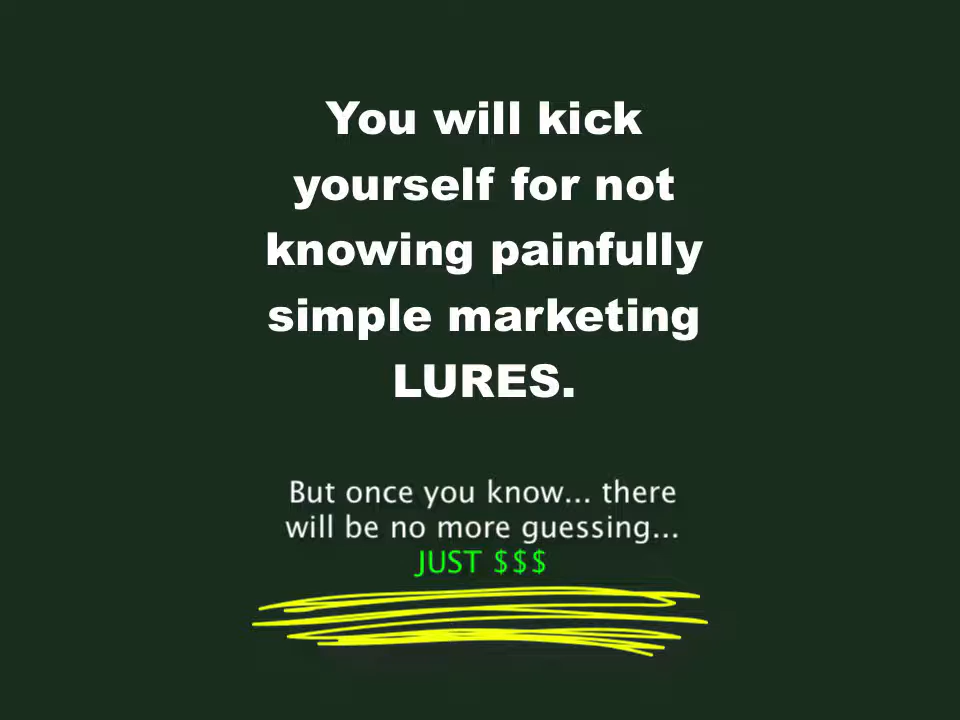 You will kick
yourself for not
knowing painfully
simple marketing
LURES.
But once you know... there
will be no more guessing...
JUST $$$